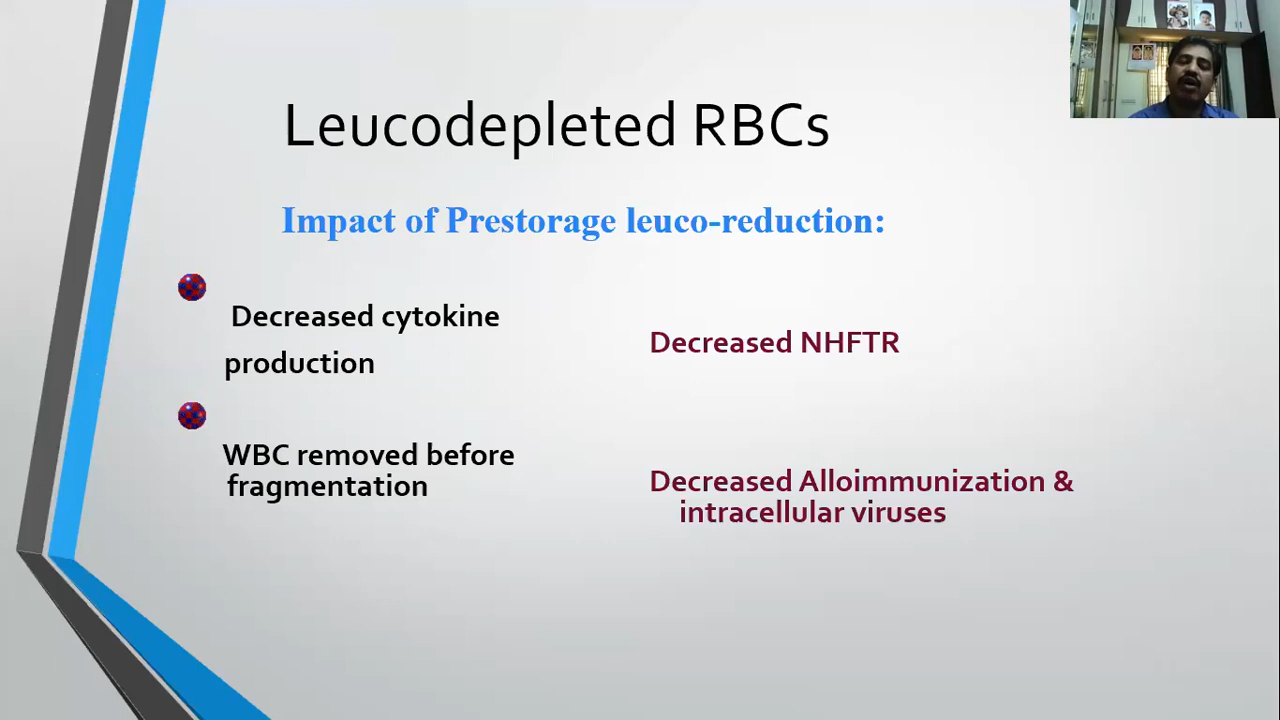 Leucodepleted RBCs
Impact of Prestorage leuco-reduction:
Decreased cytokine
production
Decreased NHFTR
WBC removed before
fragmentation
Decreased Alloimmunization &
intracellular viruses